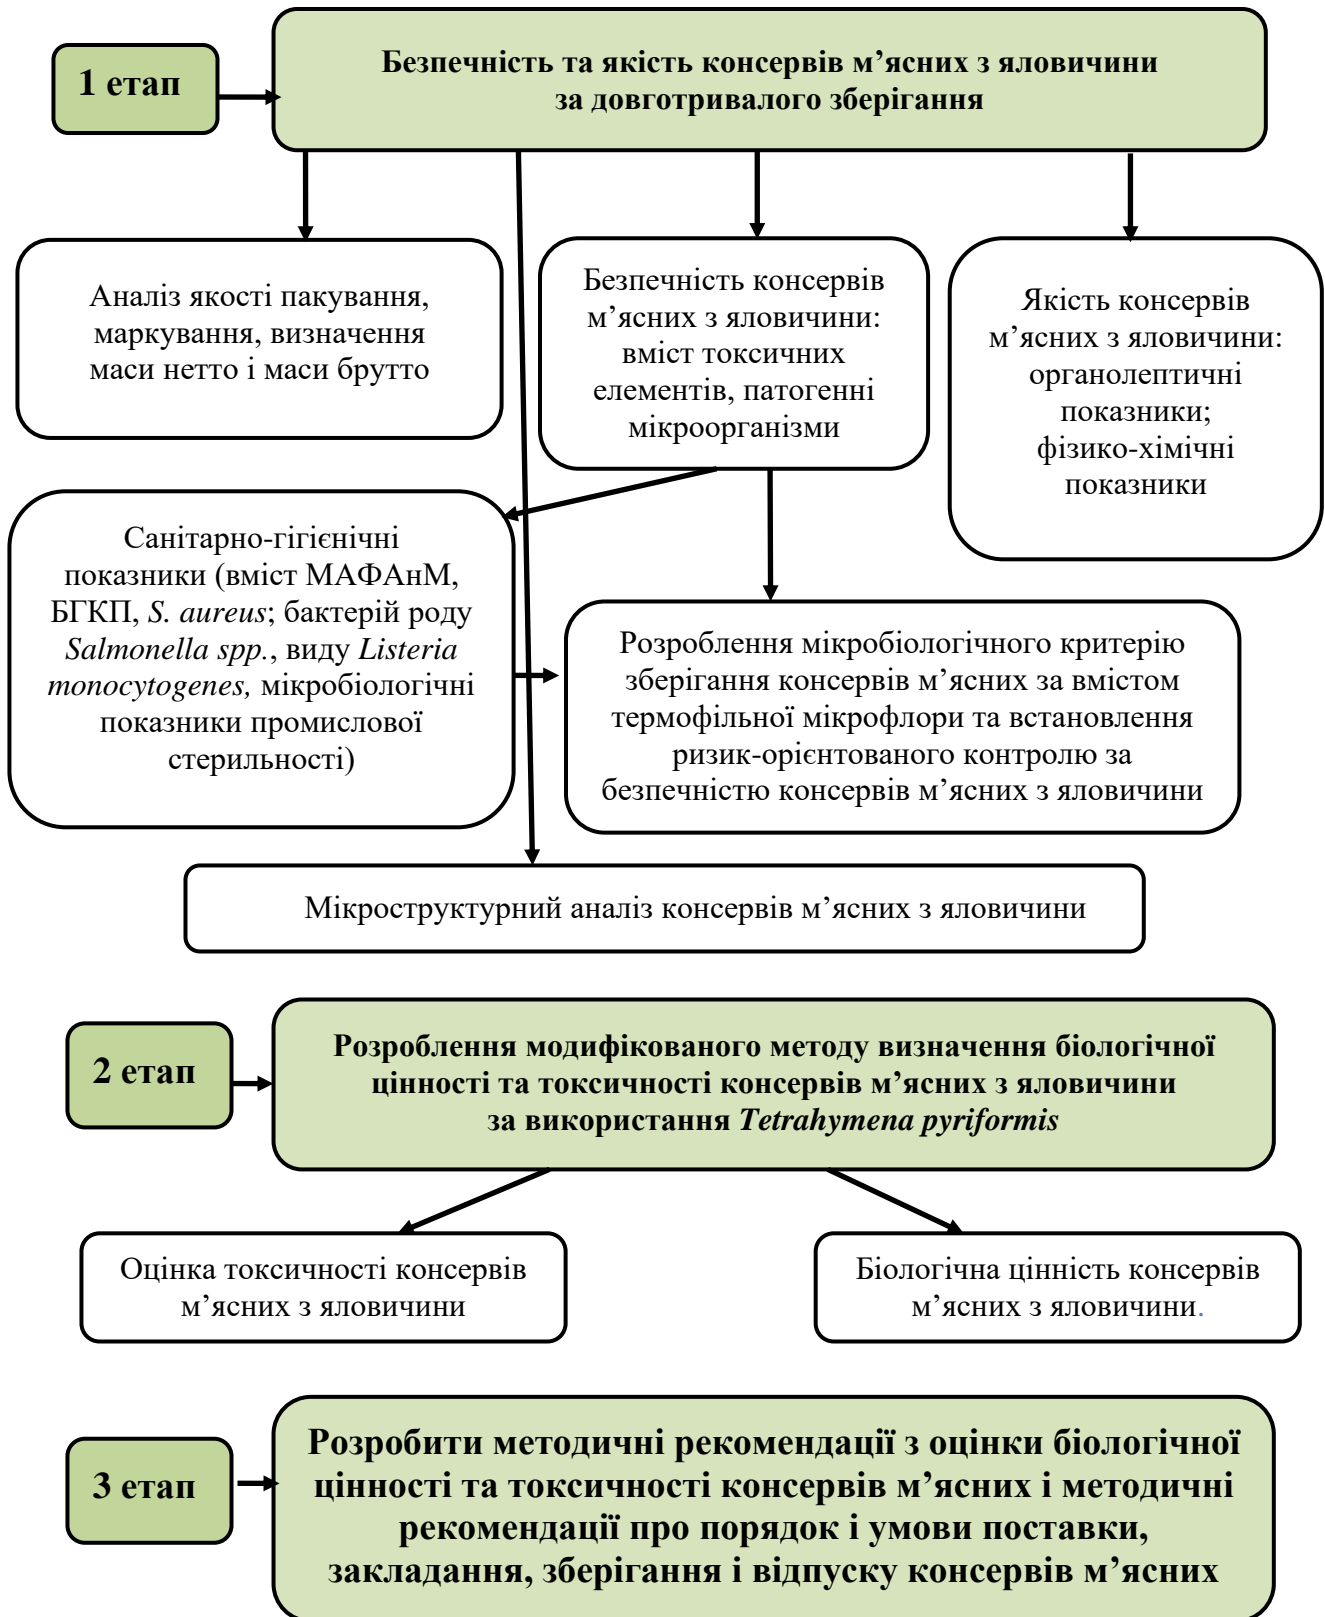 1 етап
Безпечність та якість консервів м’ясних з яловичини
за довготривалого зберігання
Аналіз якості пакування,
маркування, визначення
маси нетто і маси брутто
Безпечність консервів
м’ясних з яловичини:
вміст токсичних
елементів, патогенні
мікроорганізми
Якість консервів
м’ясних з яловичини:
органолептичні
показники;
фізико-хімічні
показники
Санітарно-гігієнічні
показники (вміст МАФАнМ,
БГКП, S. aureus; бактерій роду
Salmonella spp., виду Listeria
monocytogenes, мікробіологічні
показники промислової
стерильності)
Розроблення мікробіологічного критерію
зберігання консервів м’ясних за вмістом
термофільної мікрофлори та встановлення
ризик-орієнтованого контролю за
безпечністю консервів м’ясних з яловичини
Мікроструктурний аналіз консервів м’ясних з яловичини
2 етап
Розроблення модифікованого методу визначення біологічної
цінності та токсичності консервів м’ясних з яловичини
за використання Tetrahymena pyriformis
Оцінка токсичності консервів
м’ясних з яловичини
Біологічна цінність консервів
м’ясних з яловичини.
3 етап
Розробити методичні рекомендації з оцінки біологічної
цінності та токсичності консервів м’ясних і методичні
рекомендації про порядок і умови поставки,
закладання, зберігання і відпуску консервів м’ясних